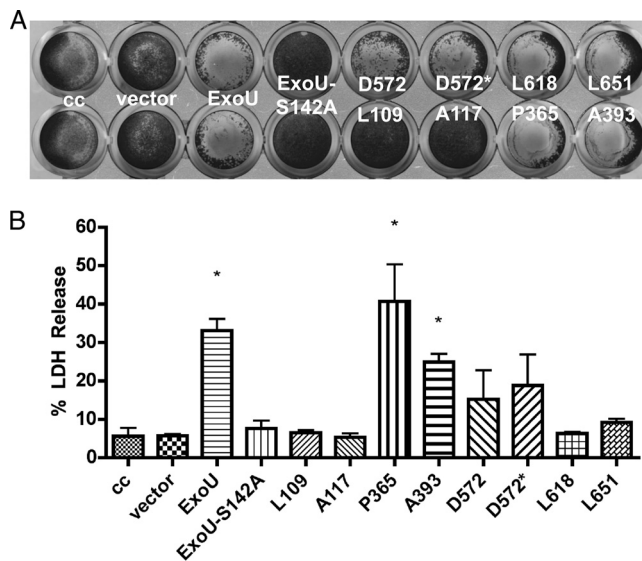 A
cc vector ExoU ExoU- D572 D572* L618 L651
S142A L109 A117 P365 A393
B
* * *
% LDH Release
60
50
40
30
20
10
0
cc vector ExoU ExoU-S142A L109 A117 P365 A393 D572 D572* L618 L651